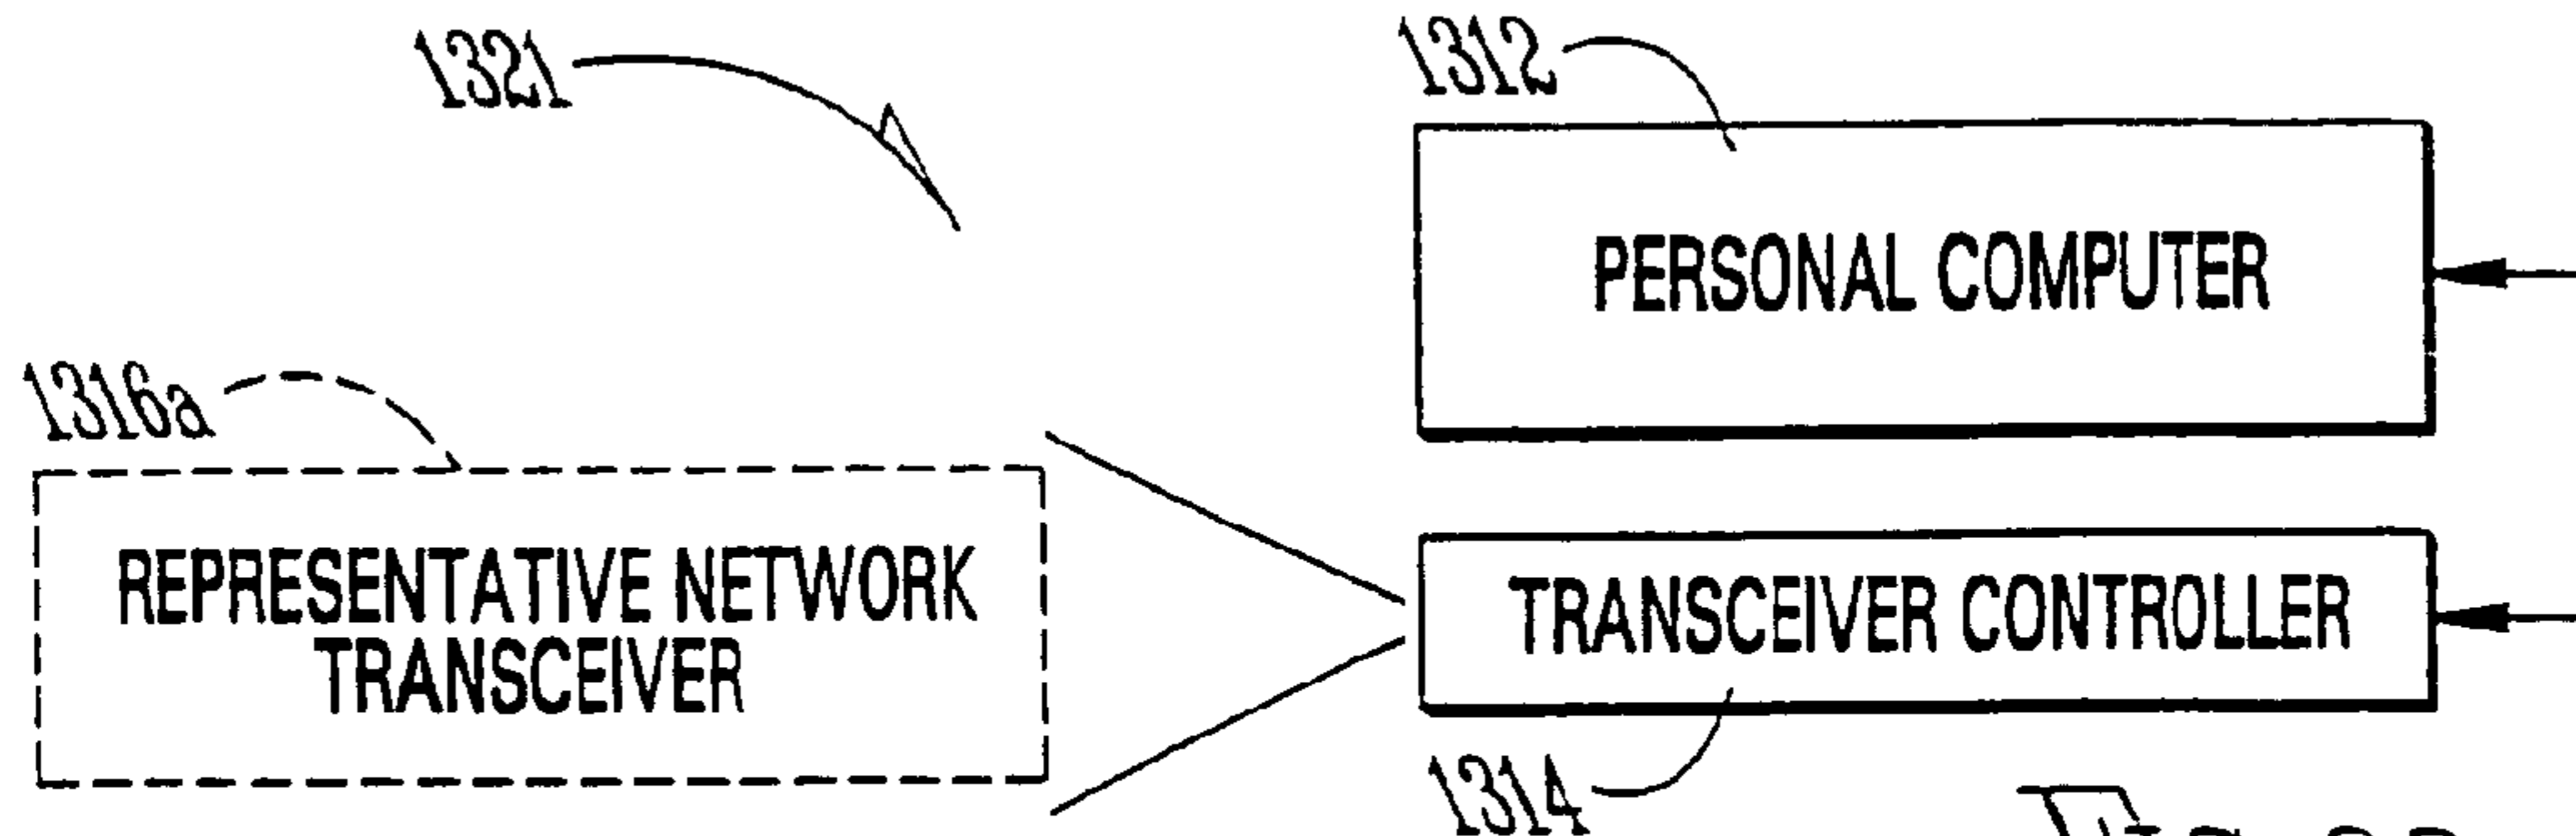 1321
1312
PERSONAL COMPUTER
1316a
REPRESENTATIVE NETWORK
TRANSCEIVER
TRANSCEIVER CONTROLLER
1314